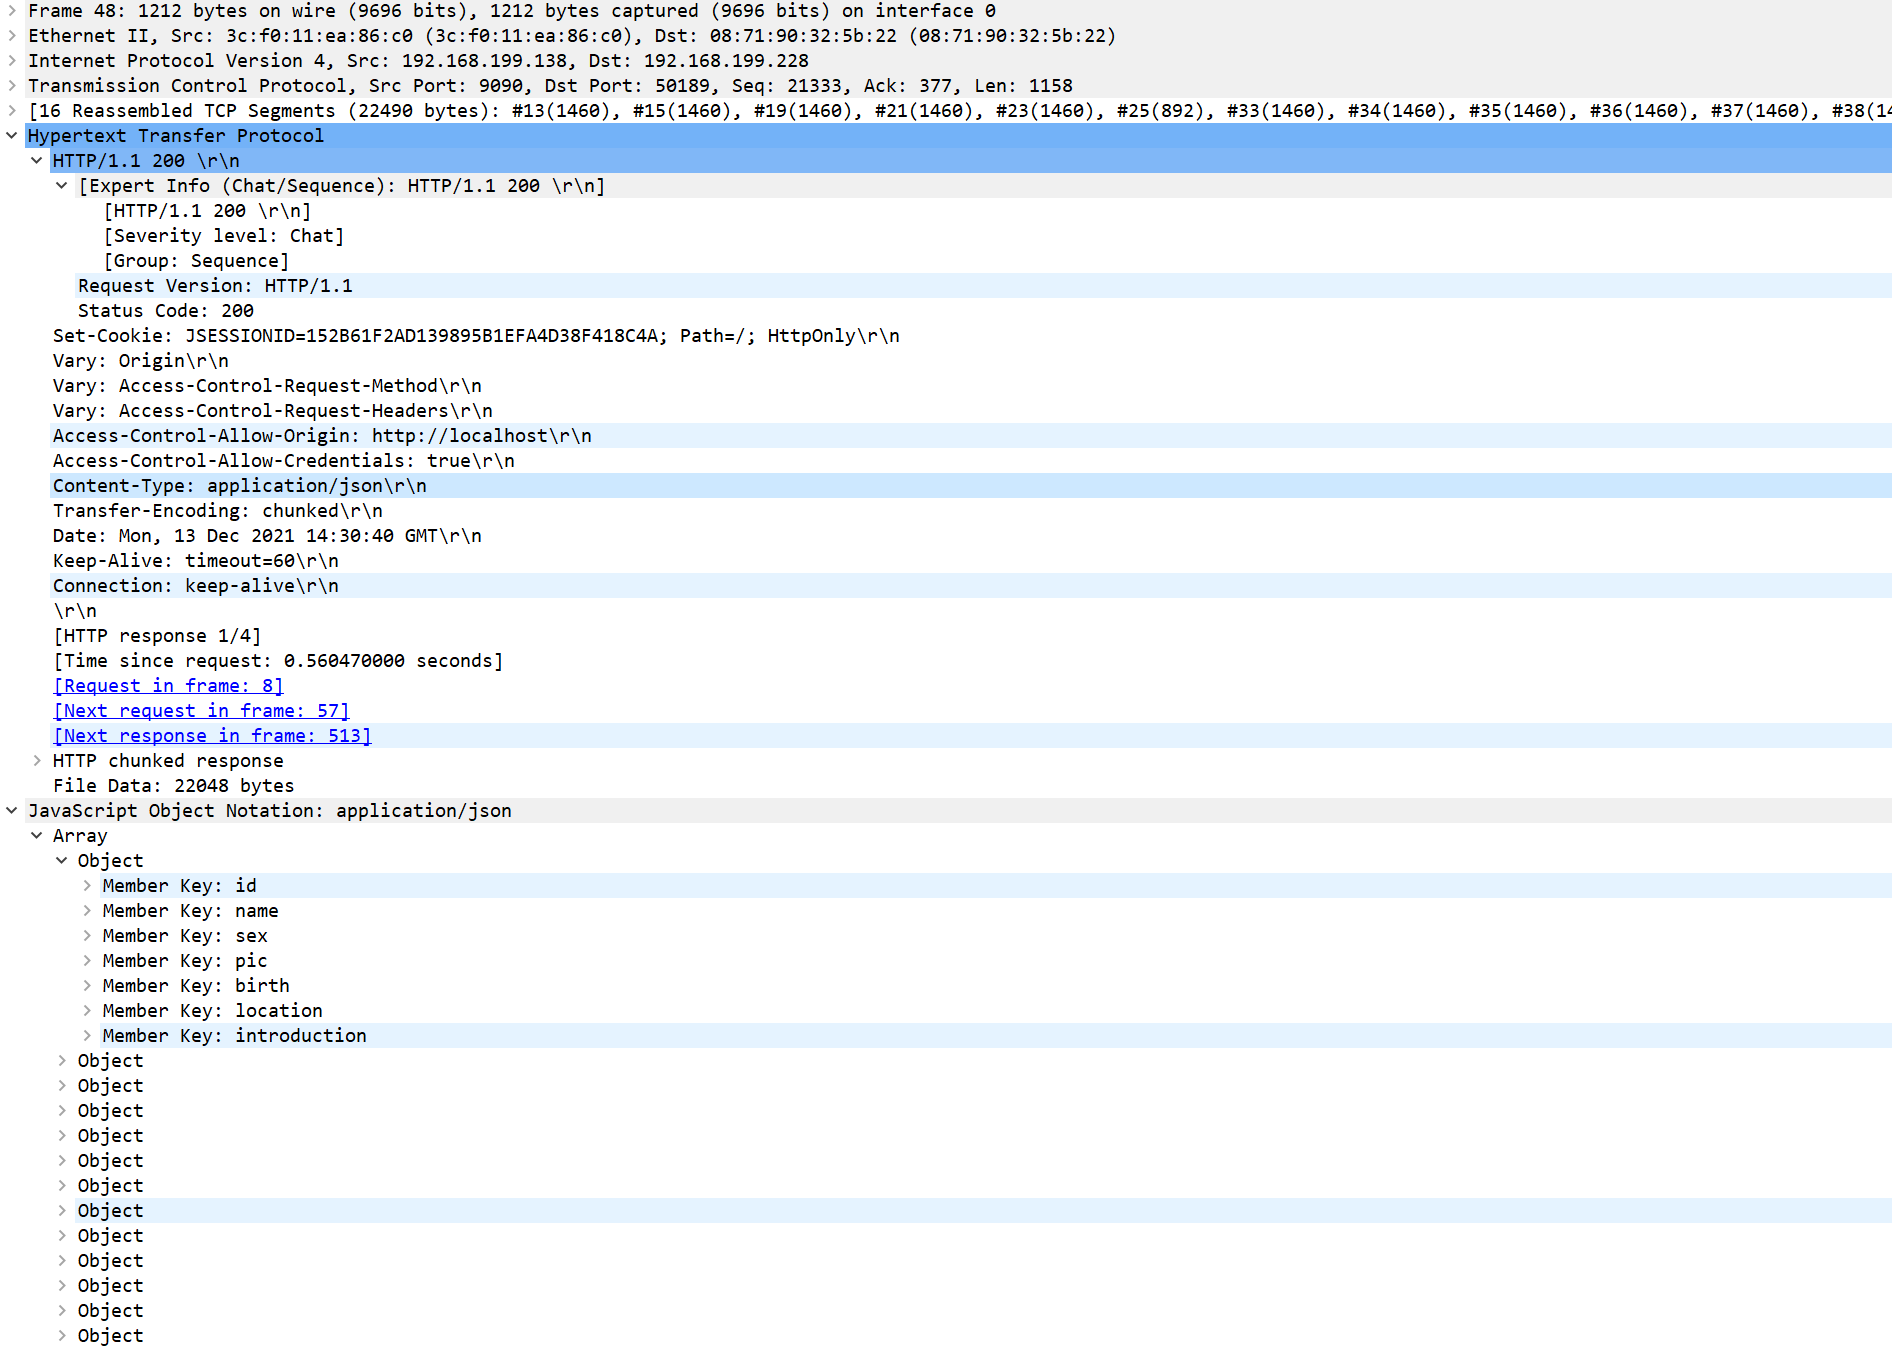 Frame 48: 1212 bytes on wire (9696 bits), 1212 bytes captured (9696 bits) on interface 0
Ethernet II, Src: 3c:f0:11:ea:86:c0 (3c:f0:11:ea:86:c0), Dst: 08:71:90:32:5b:22 (08:71:90:32:5b:22)
Internet Protocol Version 4, Src: 192.168.199.138, Dst: 192.168.199.228
Transmission Control Protocol, Src Port: 9090, Dst Port: 50189, Seq: 21333, Ack: 377, Len: 1158
[16 Reassembled TCP Segments (22490 bytes): #13(1460), #15(1460), #19(1460), #21(1460), #23(1460), #25(892), #33(1460), #34(1460), #35(1460), #36(1460), #37(1460), #38(14
Hypertext Transfer Protocol
HTTP/1.1 200 \r\n
[Expert Info (Chat/Sequence): HTTP/1.1 200 \r\n]
[HTTP/1.1 200 \r\n]
[Severity level: Chat]
[Group: Sequence]
Request Version: HTTP/1.1
Status Code: 200
Set-Cookie: JSESSIONID=152B61F2AD139895B1EFA4D38F418C4A; Path=/; HttpOnly\r\n
Vary: Origin\r\n
Vary: Access-Control-Request-Method\r\n
Vary: Access-Control-Request-Headers\r\n
Access-Control-Allow-Origin: http://localhost\r\n
Access-Control-Allow-Credentials: true\r\n
Content-Type: application/json\r\n
Transfer-Encoding: chunked\r\n
Date: Mon, 13 Dec 2021 14:30:40 GMT\r\n
Keep-Alive: timeout=60\r\n
Connection: keep-alive\r\n
\r\n
[HTTP response 1/4]
[Time since request: 0.560470000 seconds]
[Request in frame: 8]
[Next request in frame: 57]
[Next response in frame: 513]
HTTP chunked response
File Data: 22048 bytes
JavaScript Object Notation: application/json
Array
Object
Member Key: id
Member Key: name
Member Key: sex
Member Key: pic
Member Key: birth
Member Key: location
Member Key: introduction
Object
Object
Object
Object
Object
Object
Object
Object
Object
Object
Object
Object